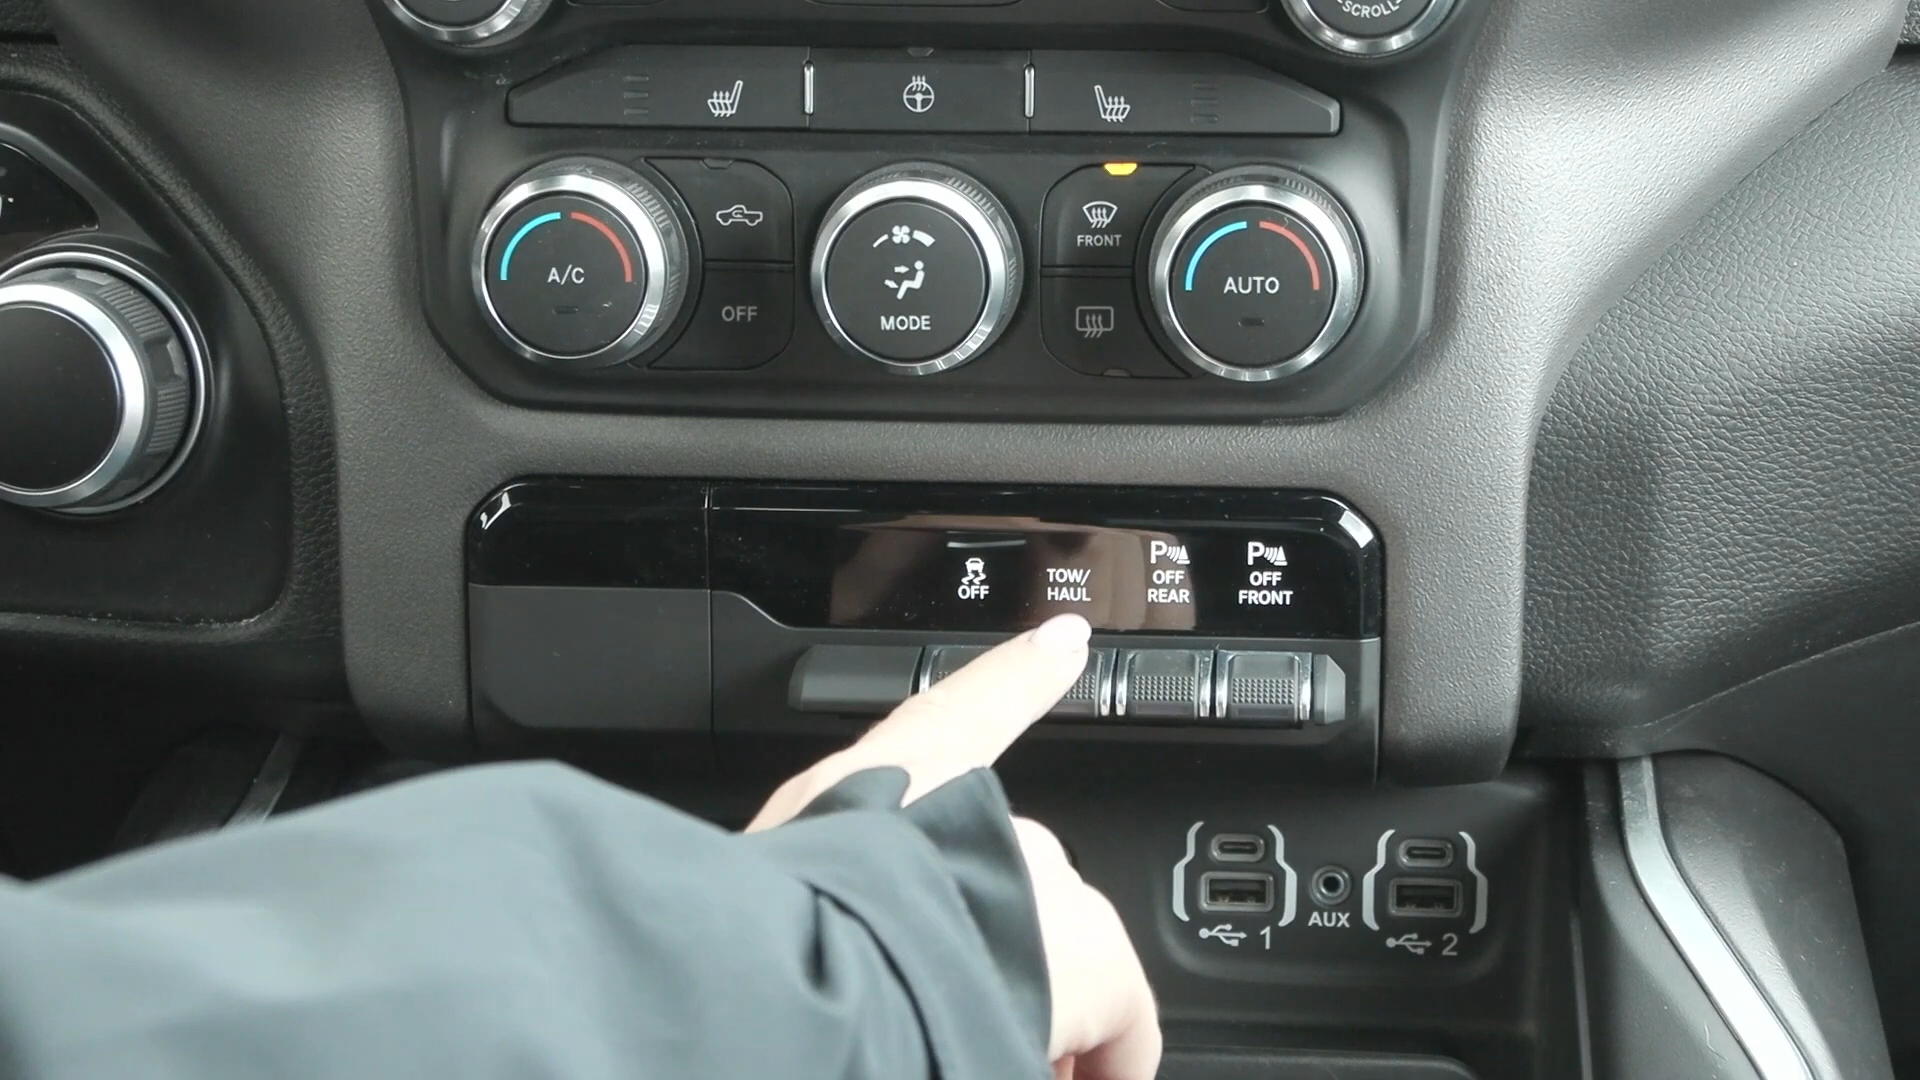 SCROLL
FRONT
A/C
AUTO
OFF
MODE
OFF
TOW/
HAUL
P
OFF
REAR
P
OFF
FRONT
1
AUX
2